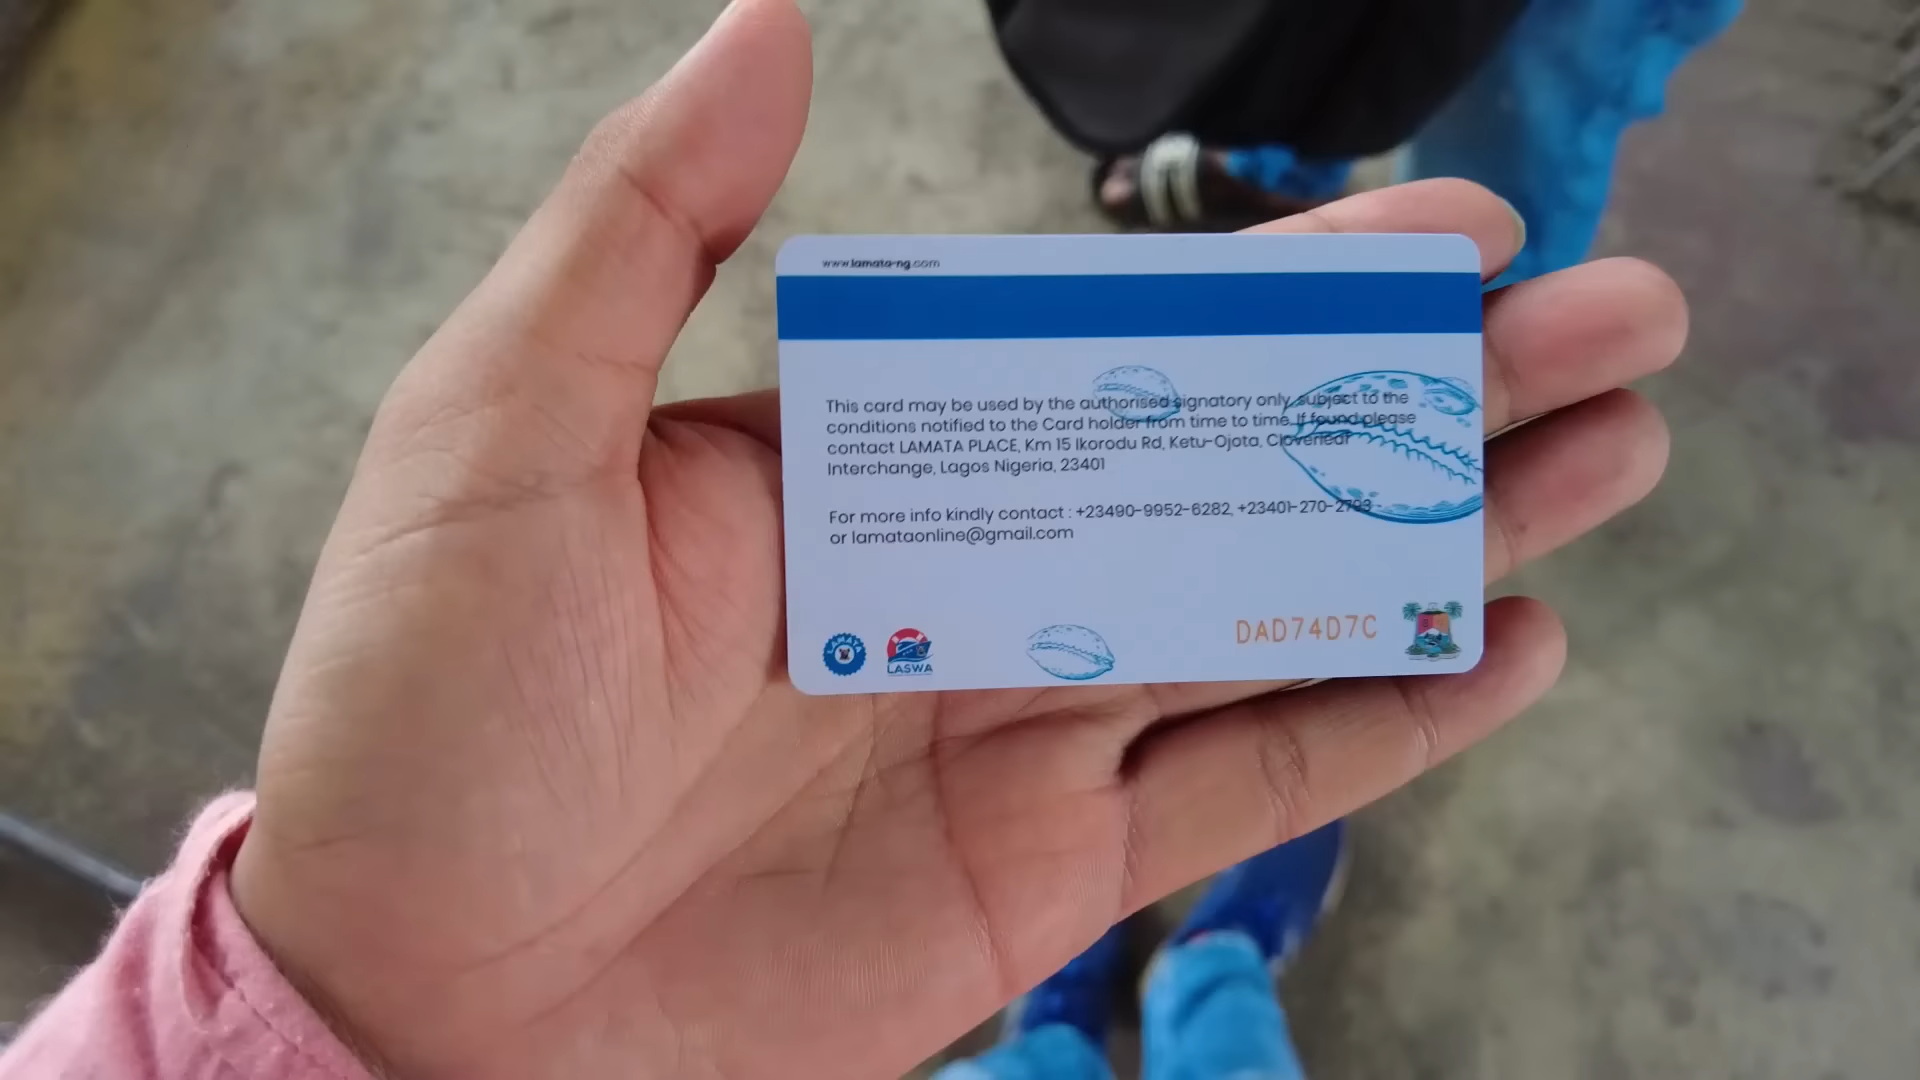 www.lamata-ng.com
This card may be used by the authorised signatory only, subject to the
conditions notified to the Card holder from time to time. If found please
contact LAMATA PLACE, Km 15 Ikorodu Rd, Ketu-Ojota, Cloverleaf
Interchange, Lagos Nigeria, 23401
For more info kindly contact : +23490-9952-6282, +23401-270-2793
or lamataonline@gmail.com
DAD74D7C
LAMATA
LASWA